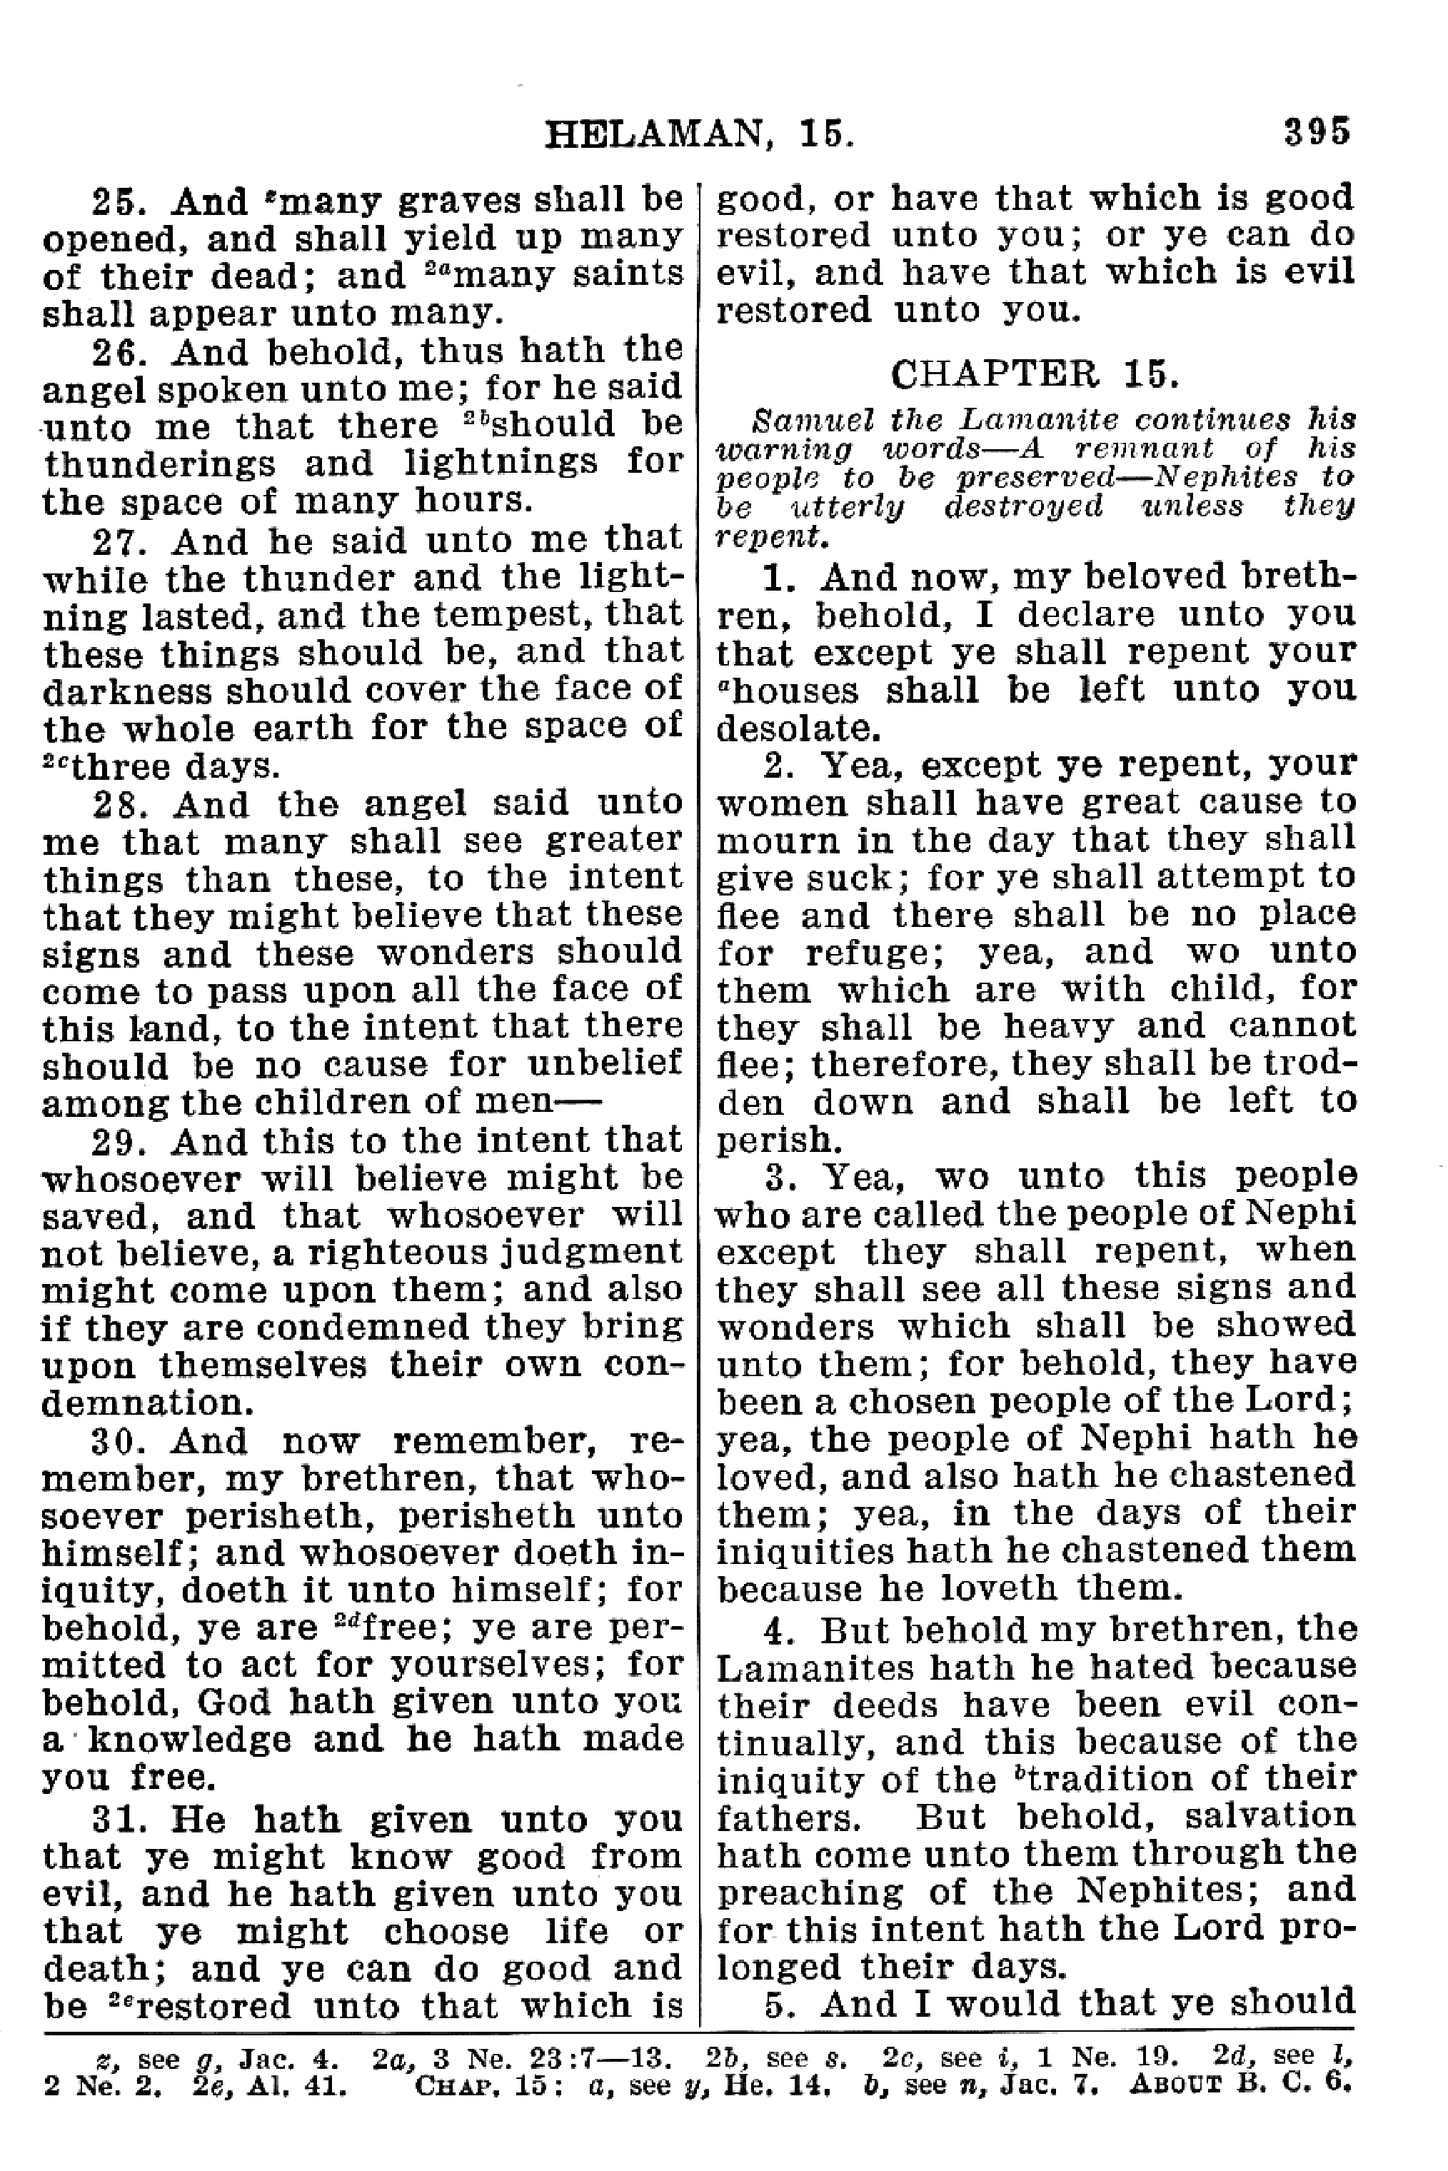 HELAMAN, 15.
395
25. And zmany graves shall be
opened, and shall yield up many
of their dead; and 2amany saints
shall appear unto many.
26. And behold, thus hath the
angel spoken unto me; for he said
unto me that there 2bshould be
thunderings and lightnings for
the space of many hours.
27. And he said unto me that
while the thunder and the light-
ning lasted, and the tempest, that
these things should be, and that
darkness should cover the face of
the whole earth for the space of
2cthree days.
28. And the angel said unto
me that many shall see greater
things than these, to the intent
that they might believe that these
signs and these wonders should
come to pass upon all the face of
this land, to the intent that there
should be no cause for unbelief
among the children of men—
29. And this to the intent that
whosoever will believe might be
saved, and that whosoever will
not believe, a righteous judgment
might come upon them; and also
if they are condemned they bring
upon themselves their own con-
demnation.
30. And now remember, re-
member, my brethren, that who-
soever perisheth, perisheth unto
himself; and whosoever doeth in-
iquity, doeth it unto himself; for
behold, ye are 2dfree; ye are per-
mitted to act for yourselves; for
behold, God hath given unto you
a knowledge and he hath made
you free.
31. He hath given unto you
that ye might know good from
evil, and he hath given unto you
that ye might choose life or
death; and ye can do good and
be 2erestored unto that which is
good, or have that which is good
restored unto you; or ye can do
evil, and have that which is evil
restored unto you.
CHAPTER 15.
Samuel the Lamanite continues his
warning words—A remnant of his
people to be preserved—Nephites to
be utterly destroyed unless they
repent.
1. And now, my beloved breth-
ren, behold, I declare unto you
that except ye shall repent your
ahouses shall be left unto you
desolate.
2. Yea, except ye repent, your
women shall have great cause to
mourn in the day that they shall
give suck; for ye shall attempt to
flee and there shall be no place
for refuge; yea, and wo unto
them which are with child, for
they shall be heavy and cannot
flee; therefore, they shall be trod-
den down and shall be left to
perish.
3. Yea, wo unto this people
who are called the people of Nephi
except they shall repent, when
they shall see all these signs and
wonders which shall be showed
unto them; for behold, they have
been a chosen people of the Lord;
yea, the people of Nephi hath he
loved, and also hath he chastened
them; yea, in the days of their
iniquities hath he chastened them
because he loveth them.
4. But behold my brethren, the
Lamanites hath he hated because
their deeds have been evil con-
tinually, and this because of the
iniquity of the btradition of their
fathers. But behold, salvation
hath come unto them through the
preaching of the Nephites; and
for this intent hath the Lord pro-
longed their days.
5. And I would that ye should
z, see g, Jac. 4. 2a, 3 Ne. 23:7—13. 2b, see s. 2c, see i, 1 Ne. 19. 2d, see l,
2 Ne. 2. 2e, Al. 41. CHAP. 15: a, see y, He. 14. b, see n, Jac. 7. ABOUT B. C. 6.